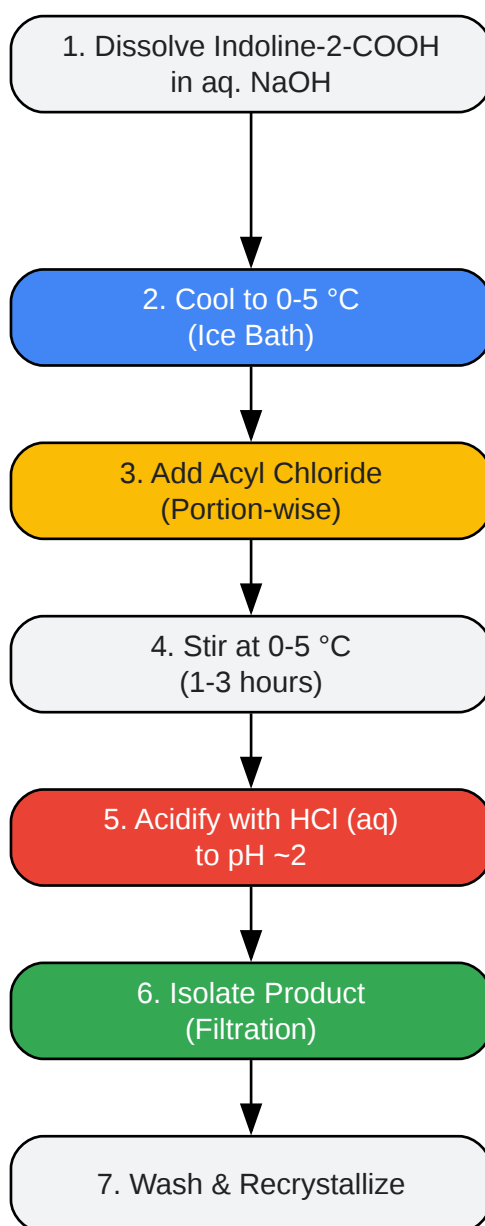 1. Dissolve Indoline-2-COOH
in aq. NaOH
2. Cool to 0-5 °C
(Ice Bath)
3. Add Acyl Chloride
(Portion-wise)
4. Stir at 0-5 °C
(1-3 hours)
5. Acidify with HCl (aq)
to pH ~2
6. Isolate Product
(Filtration)
7. Wash & Recrystallize